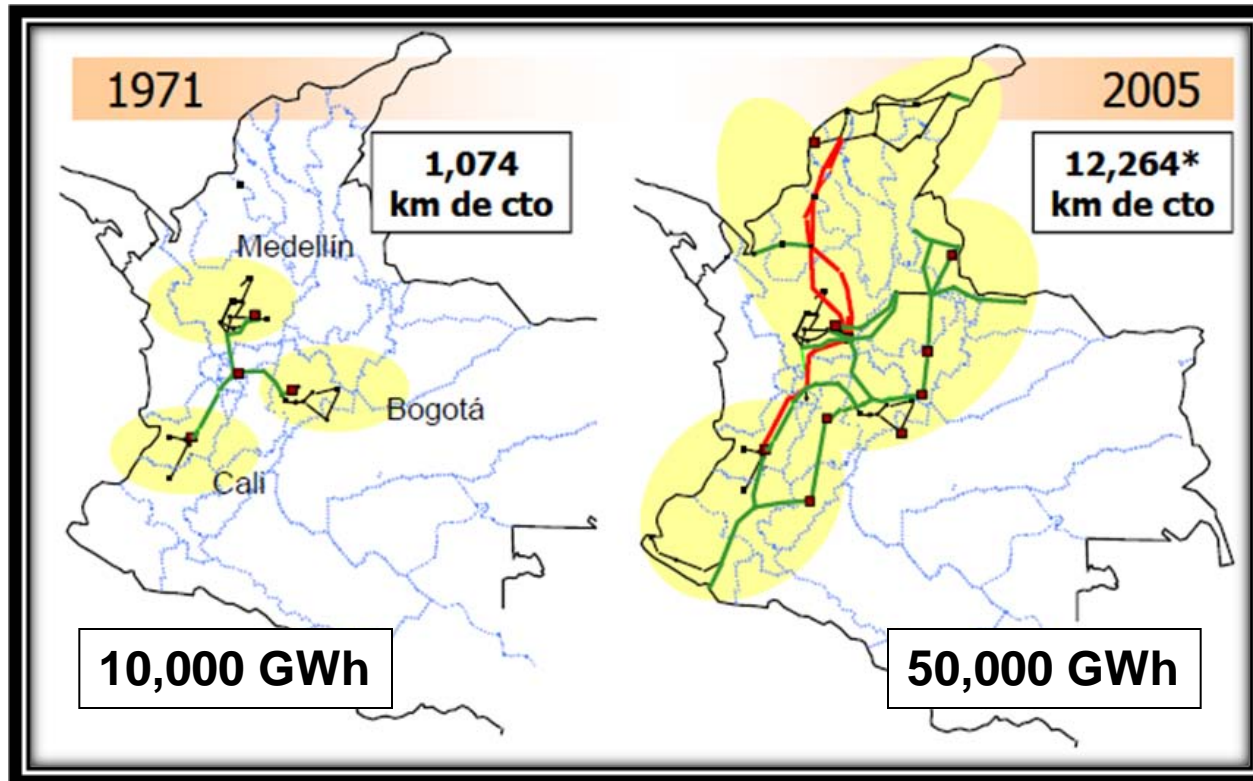 1971
2005
1,074
km de cto
12,264*
km de cto
Medellín
Bogotá
Cali
10,000 GWh
50,000 GWh